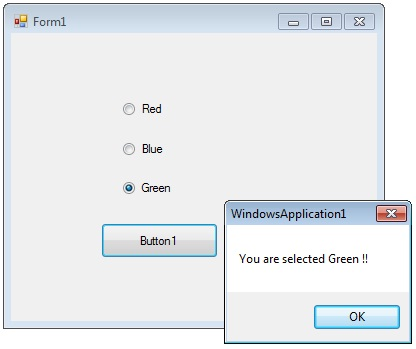 Form1
Red
Blue
Green
Button1
WindowsApplication1
You are selected Green !!
OK